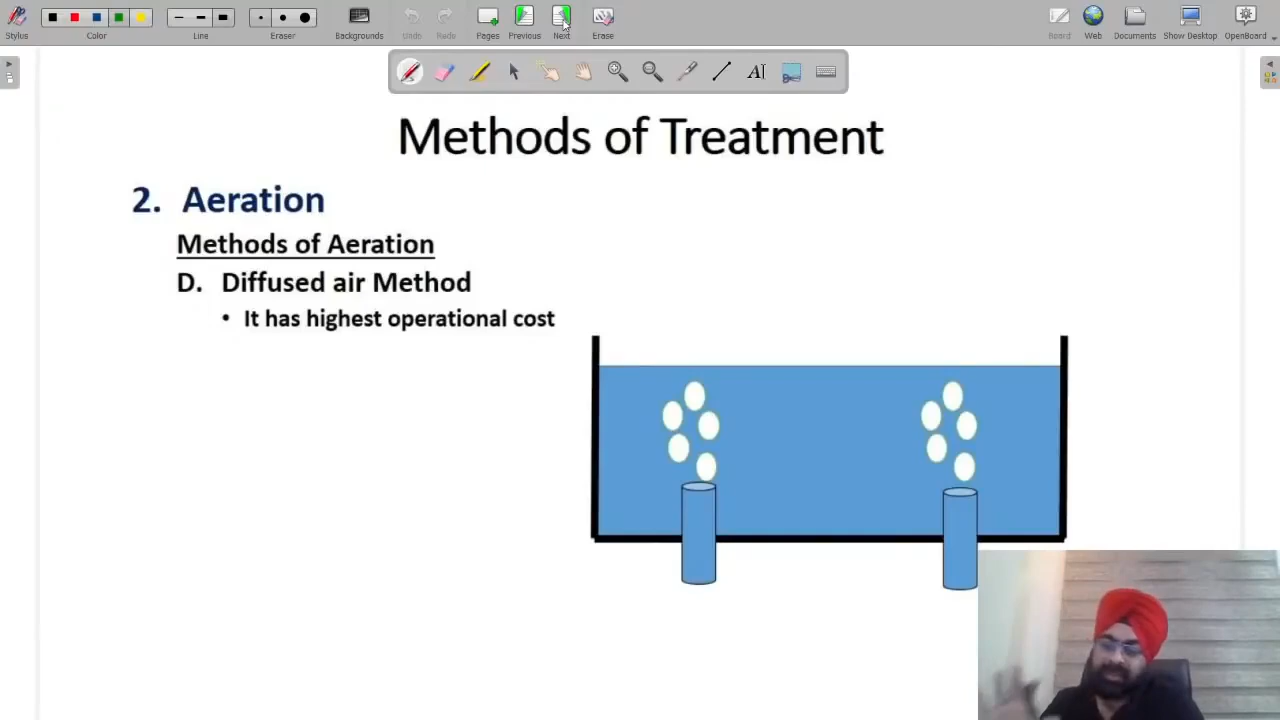 Stylus
Color
Line
Eraser
Backgrounds
Undo
Redo
Pages
Previous
Next
Erase
Board
Web
Documents
Show Desktop
OpenBoard
Methods of Treatment
2. Aeration
Methods of Aeration
D. Diffused air Method
• It has highest operational cost